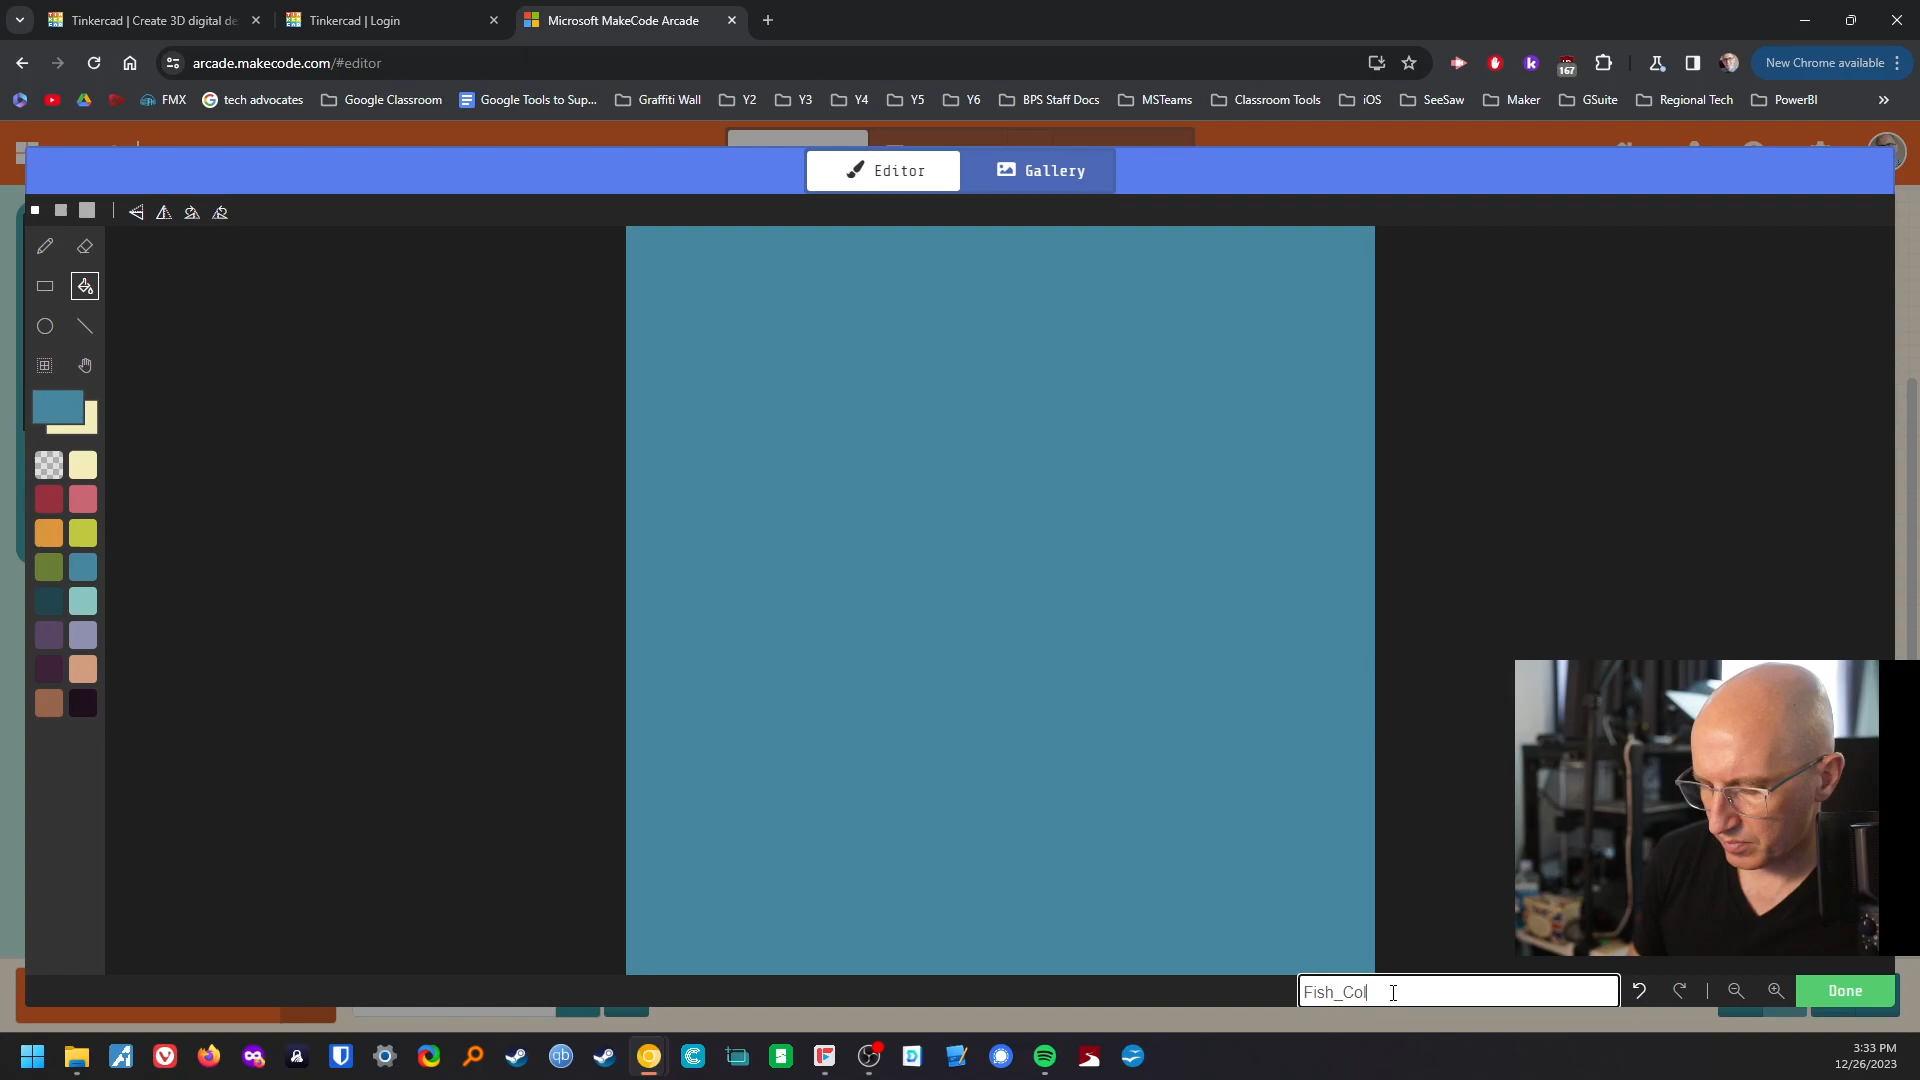 Tinkercad | Create 3D digital de
Tinkercad | Login
Microsoft MakeCode Arcade
arcade.makecode.com/#editor
167
New Chrome available
FMX
tech advocates
Google Classroom
Google Tools to Sup...
Graffiti Wall
Y2
Y3
Y4
Y5
Y6
BPS Staff Docs
MSTeams
Classroom Tools
iOS
SeeSaw
Maker
GSuite
Regional Tech
PowerBI
Editor
Gallery
Fish_Col
Done
3:33 PM
12/26/2023